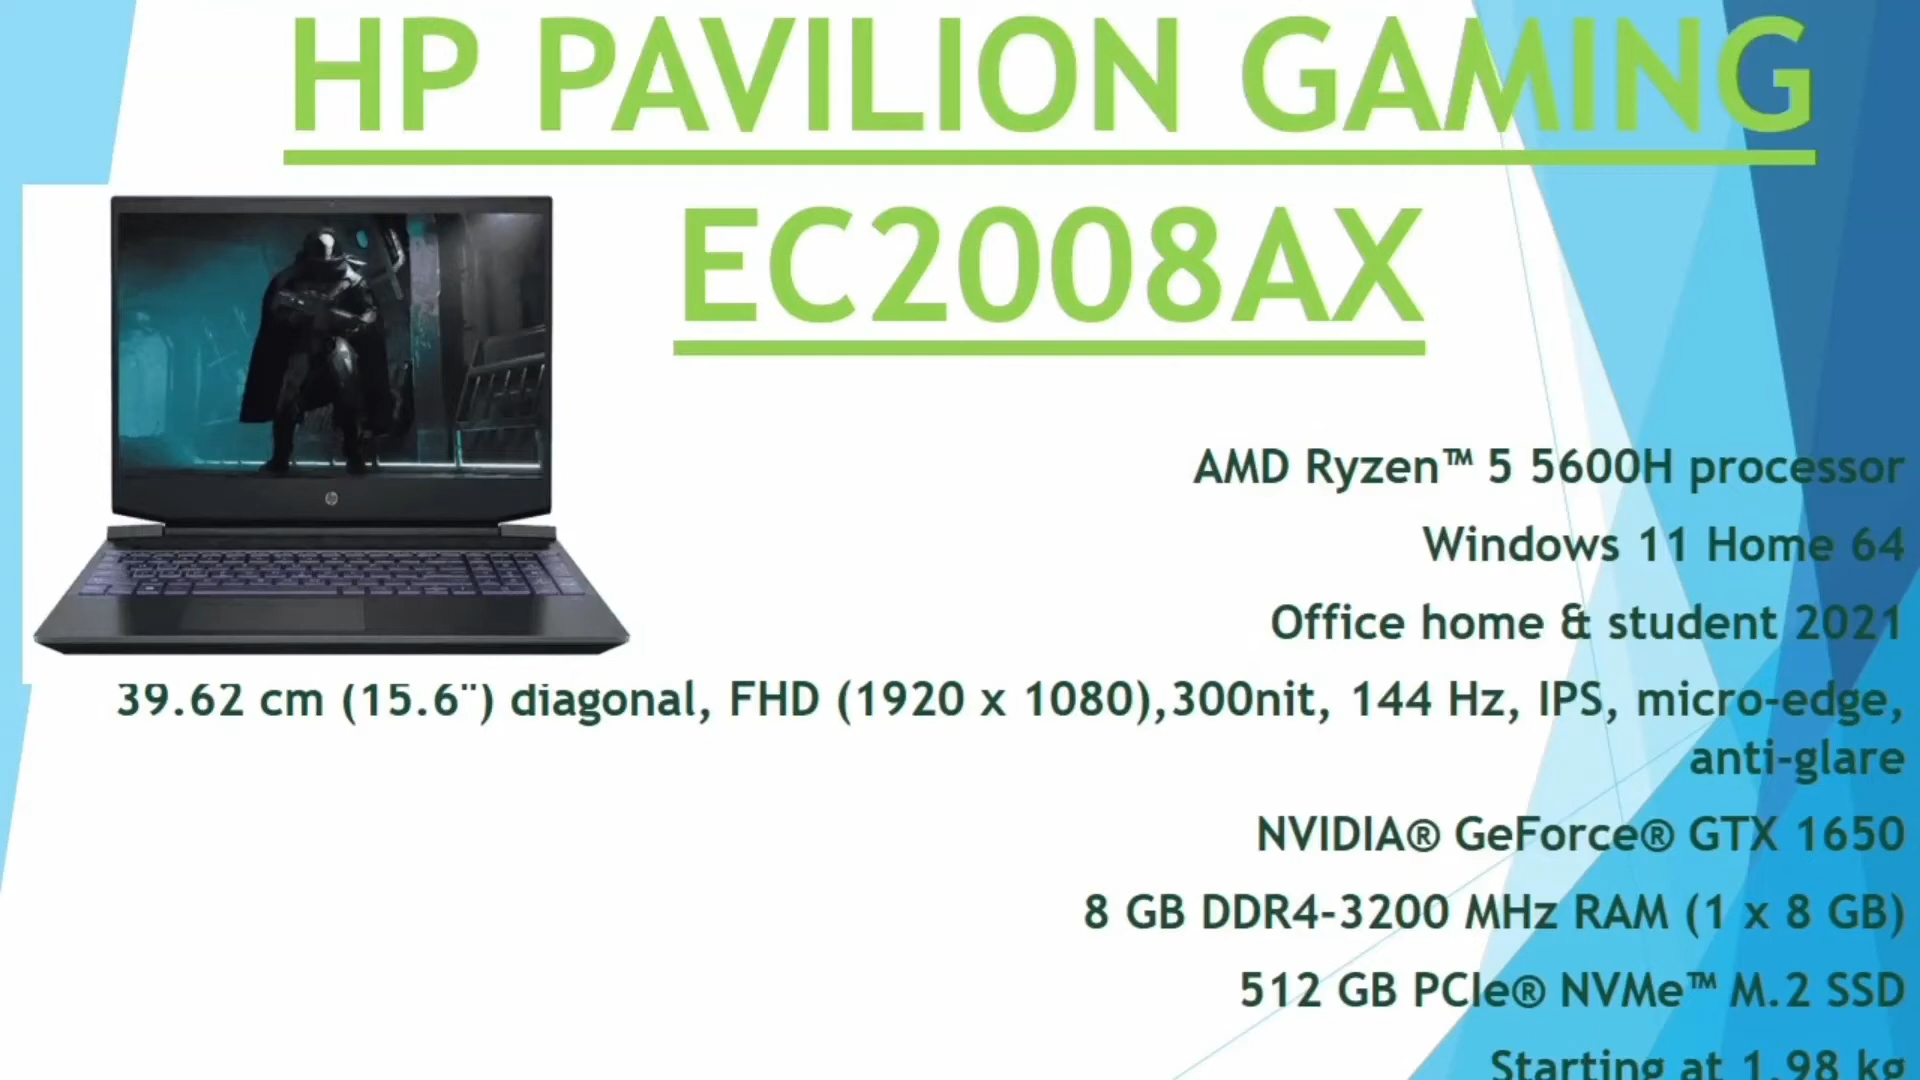 HP PAVILION GAMING
EC2008AX
AMD Ryzen™ 5 5600H processor
Windows 11 Home 64
Office home & student 2021
39.62 cm (15.6") diagonal, FHD (1920 x 1080),300nit, 144 Hz, IPS, micro-edge,
anti-glare
NVIDIA® GeForce® GTX 1650
8 GB DDR4-3200 MHz RAM (1 x 8 GB)
512 GB PCIe® NVMe™ M.2 SSD
Starting at 1.98 kg